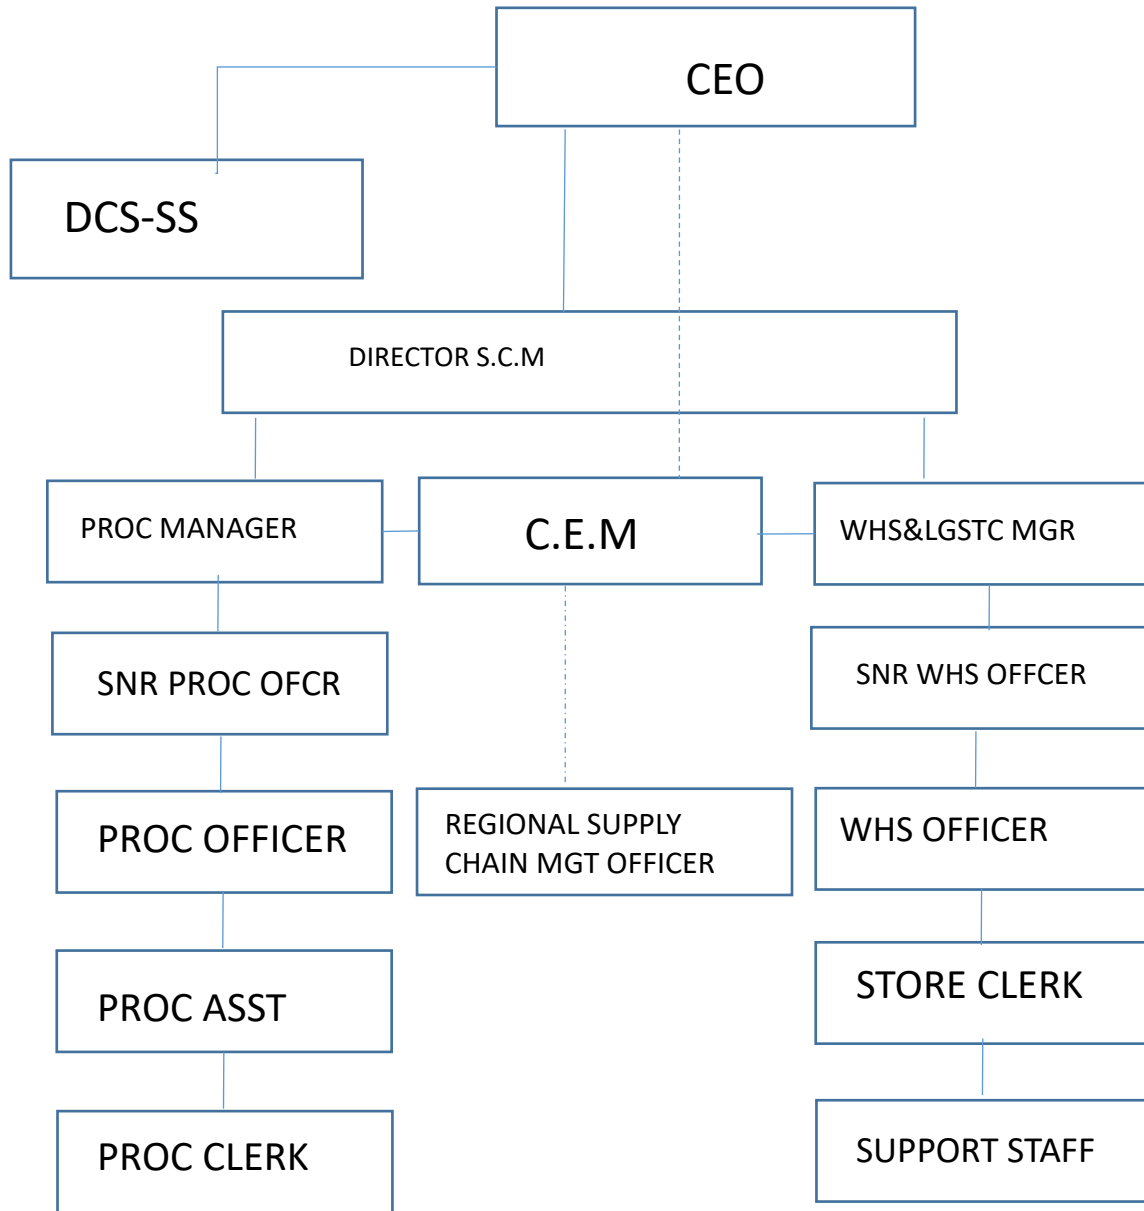 CEO
DCS-SS
DIRECTOR S.C.M
PROC MANAGER
C.E.M
WHS&LGSTC MGR
SNR PROC OFCR
SNR WHS OFFCER
PROC OFFICER
REGIONAL SUPPLY
CHAIN MGT OFFICER
WHS OFFICER
PROC ASST
STORE CLERK
PROC CLERK
SUPPORT STAFF